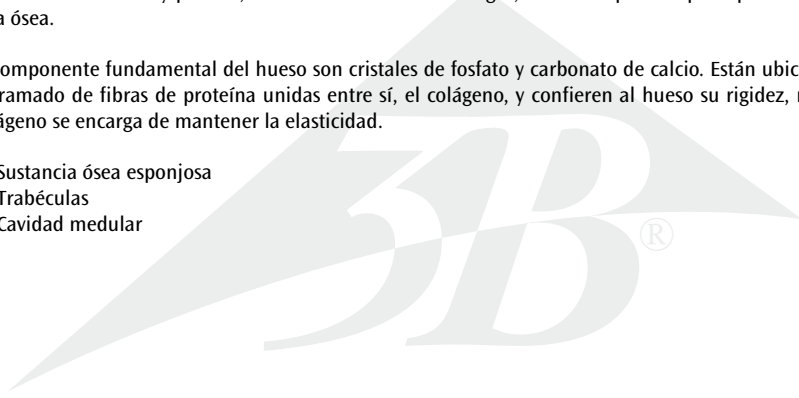 a ósea.
omponente fundamental del hueso son cristales de fosfato y carbonato de calcio. Están ubic
ramado de fibras de proteína unidas entre sí, el colágeno, y confieren al hueso su rigidez,
ágeno se encarga de mantener la elasticidad.
Sustancia ósea esponjosa
Trabéculas
Cavidad medular
3B®